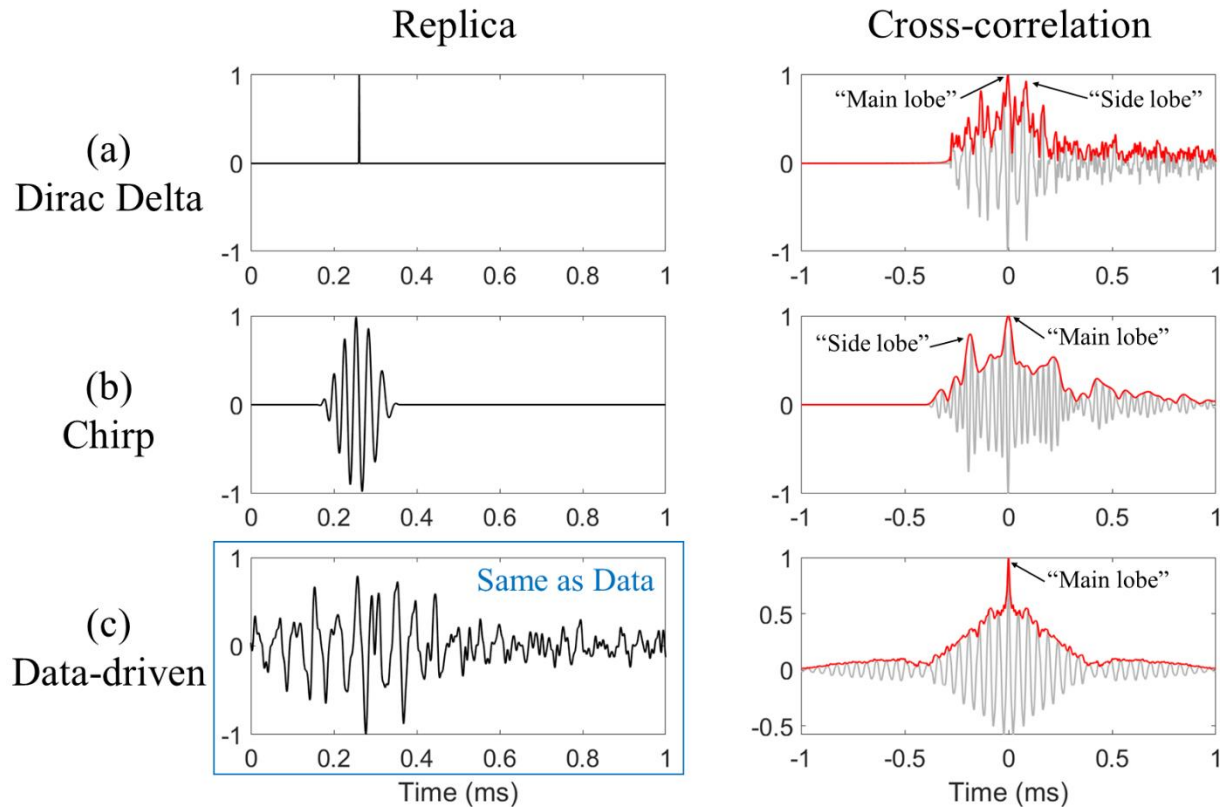 Replica
Cross-correlation
(a)
Dirac Delta
1
0
-1
0 0.2 0.4 0.6 0.8 1
1
0
-1
-1 -0.5 0 0.5 1
“Main lobe”
“Side lobe”
(b)
Chirp
1
0
-1
0 0.2 0.4 0.6 0.8 1
1
0
-1
-1 -0.5 0 0.5 1
“Side lobe”
“Main lobe”
(c)
Data-driven
Same as Data
1
0
-1
0 0.2 0.4 0.6 0.8 1
Time (ms)
“Main lobe”
1
0.5
0
-0.5
-1 -0.5 0 0.5 1
Time (ms)